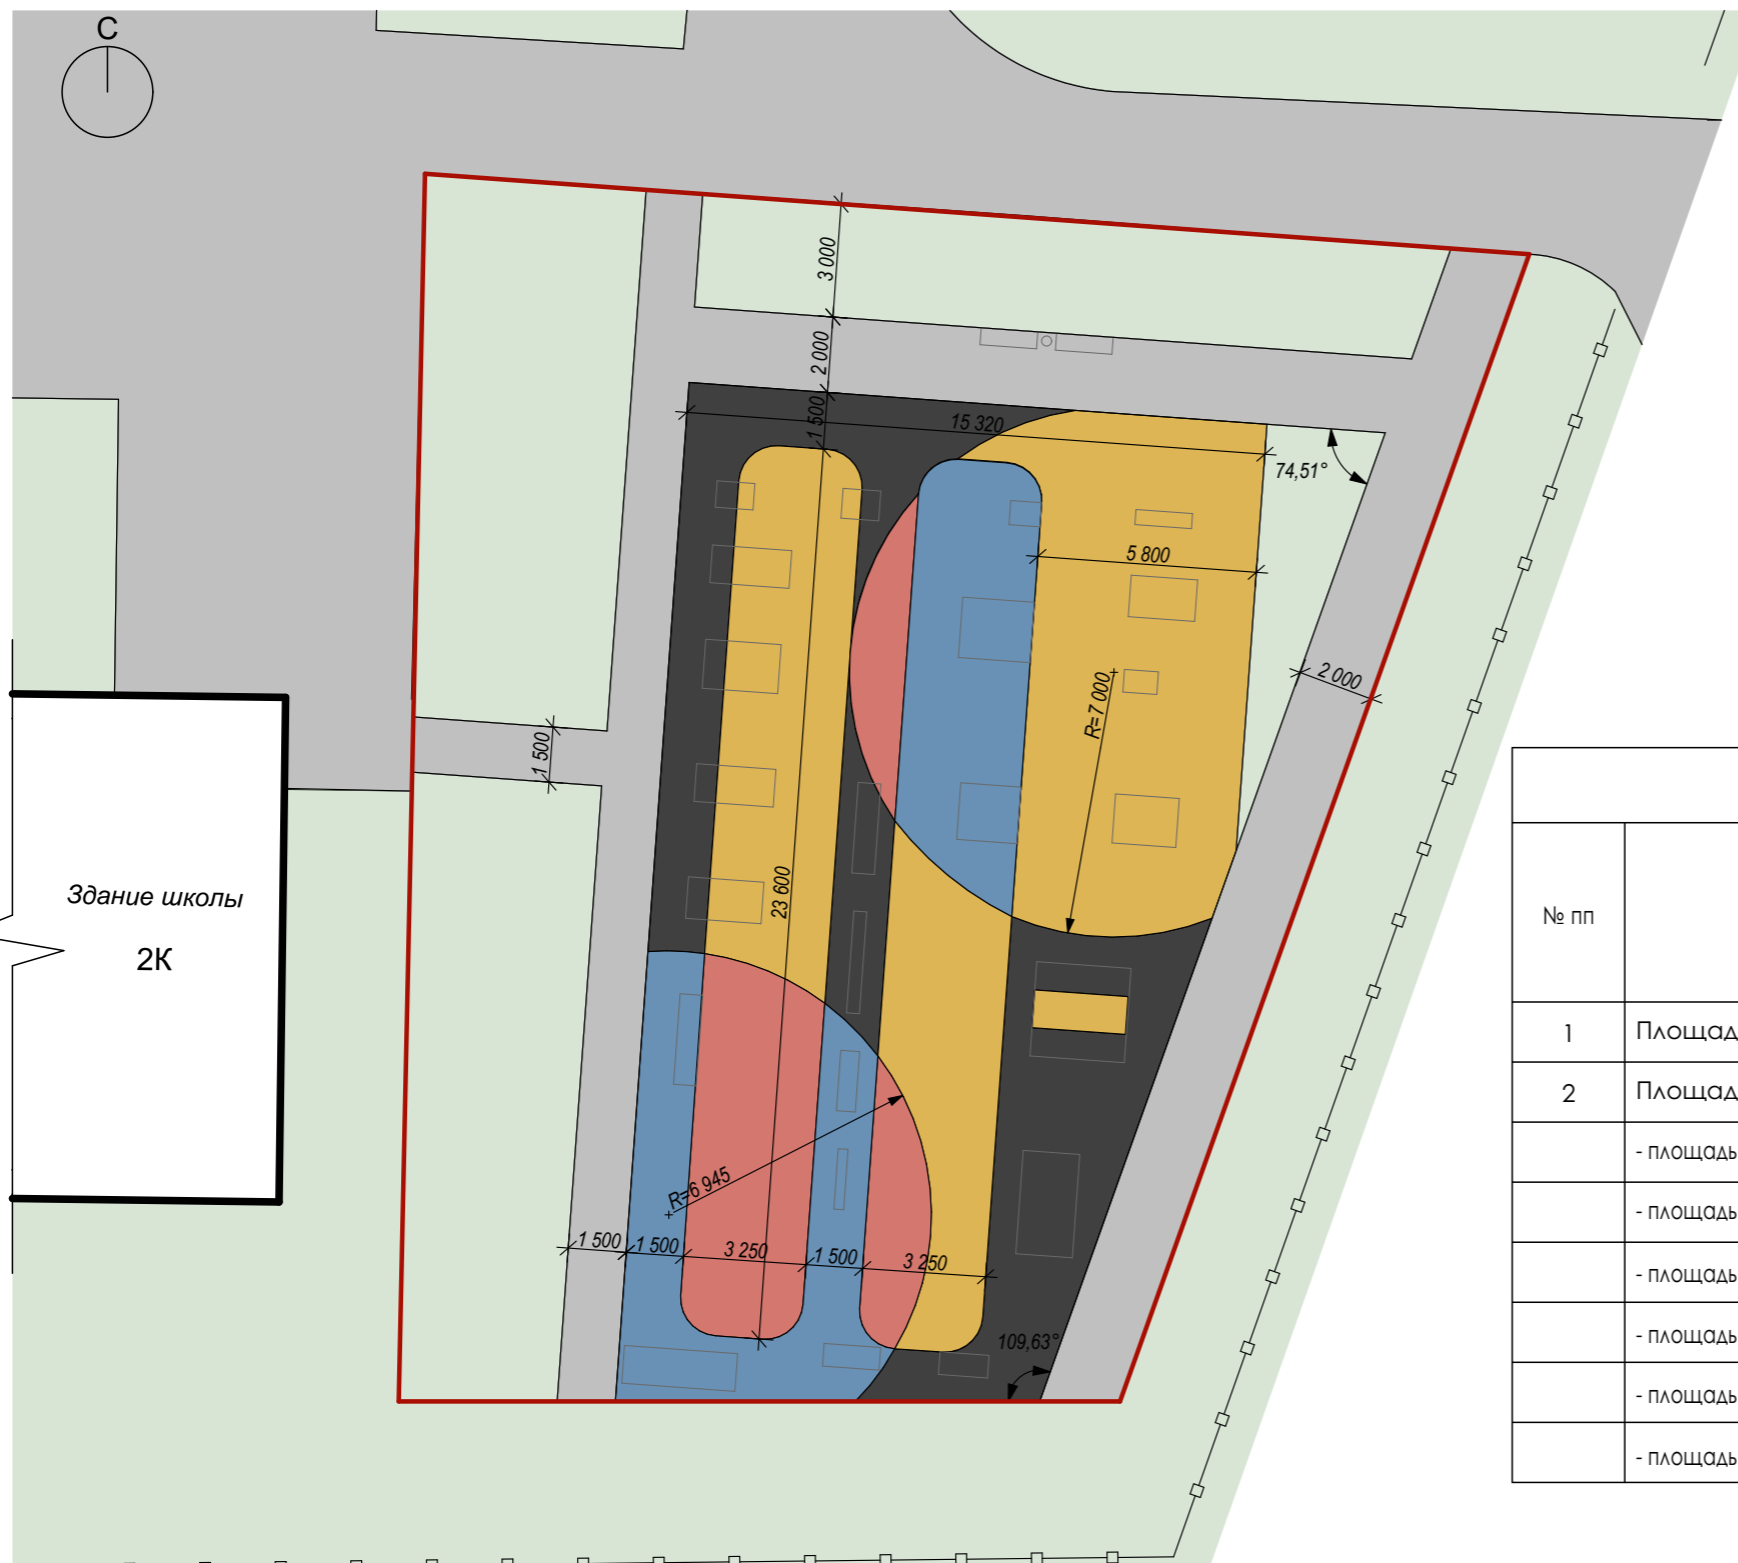 С
3 000
2 000
1 500
15 320
74,51°
5 800
2 000
R=7 000
1 500
23 600
Здание школы
2К
R=6 945
1 500
1 500
3 250
1 500
3 250
109,63°
№ пп
1 Площад
2 Площад
- площадь
- площадь
- площадь
- площадь
- площадь
- площадь